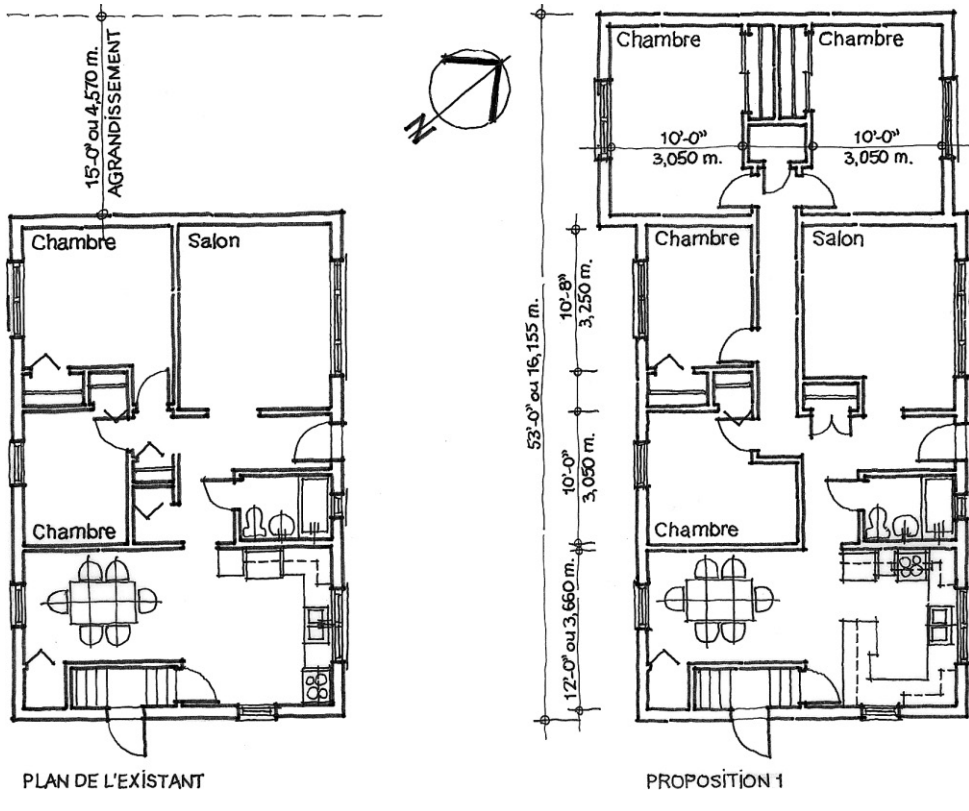 15'-0" ou 4,570 m.
AGRANDISSEMENT
Chambre
Salon
Chambre
PLAN DE L'EXISTANT
N
53'-0" ou 16,155 m.
10'-8"
3,250 m.
10'-0"
3,050 m.
12'-0" ou 3,660 m.
Chambre
Chambre
10'-0"
3,050 m.
10'-0"
3,050 m.
Chambre
Salon
Chambre
PROPOSITION 1